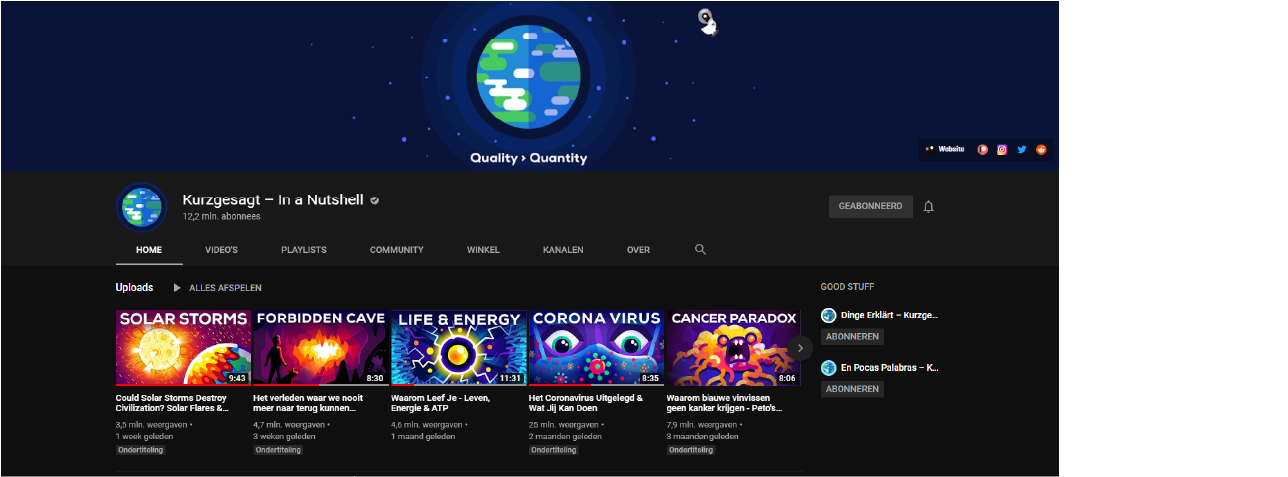 Quality > Quantity
Website
Kurzgesagt – In a Nutshell
12,2 mln. abonnees
GEABONNEERD
HOME VIDEO'S PLAYLISTS COMMUNITY WINKEL KANALEN OVER
Uploads ALLES AFSPELEN
GOOD STUFF
SOLAR STORMS
9:43
Could Solar Storms Destroy
Civilization? Solar Flares &...
3,5 mln. weergaven •
1 week geleden
Ondertiteling
FORBIDDEN CAVE
8:30
Het verleden waar we nooit
meer naar terug kunnen...
4,7 mln. weergaven •
3 weken geleden
Ondertiteling
LIFE & ENERGY
11:31
Waarom Leef Je - Leven,
Energie & ATP
4,6 mln. weergaven •
1 maand geleden
CORONA VIRUS
8:35
Het Coronavirus Uitgelegd &
Wat Jij Kan Doen
25 mln. weergaven •
2 maanden geleden
Ondertiteling
CANCER PARADOX
8:06
Waarom blauwe vinvissen
geen kanker krijgen - Peto's...
7,9 mln. weergaven •
3 maanden geleden
Ondertiteling
Dinge Erklärt – Kurzge...
ABONNEREN
En Pocas Palabras – K...
ABONNEREN